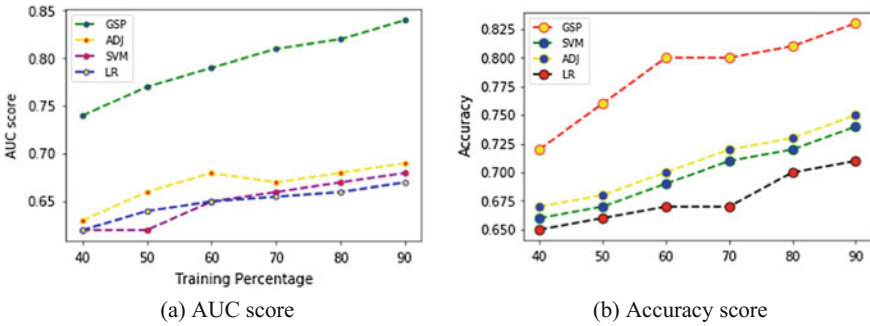 GSP
ADJ
SVM
LR
0.85
0.80
0.75
0.70
0.65
AUC score
40 50 60 70 80 90
Training Percentage
(a) AUC score
GSP
SVM
ADJ
LR
0.825
0.800
0.775
0.750
0.725
0.700
0.675
0.650
Accuracy
40 50 60 70 80 90
(b) Accuracy score